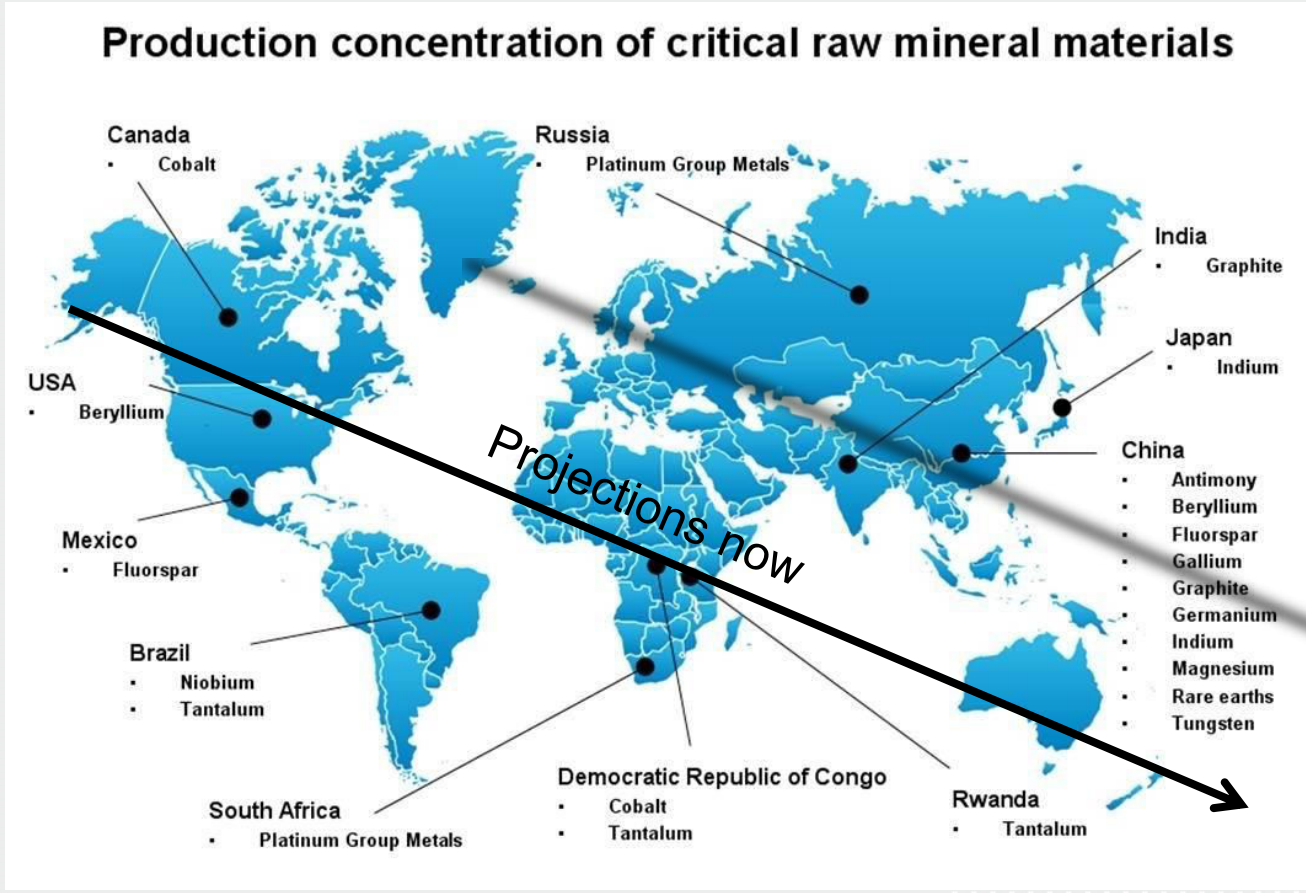 Production concentration of critical raw mineral materials
Canada
▪ Cobalt
Russia
▪ Platinum Group Metals
India
▪ Graphite
Japan
▪ Indium
USA
▪ Beryllium
China
▪ Antimony
▪ Beryllium
▪ Fluorspar
▪ Gallium
▪ Graphite
▪ Germanium
▪ Indium
▪ Magnesium
▪ Rare earths
▪ Tungsten
Projections now
Mexico
▪ Fluorspar
Brazil
▪ Niobium
▪ Tantalum
South Africa
▪ Platinum Group Metals
Democratic Republic of Congo
▪ Cobalt
▪ Tantalum
Rwanda
▪ Tantalum